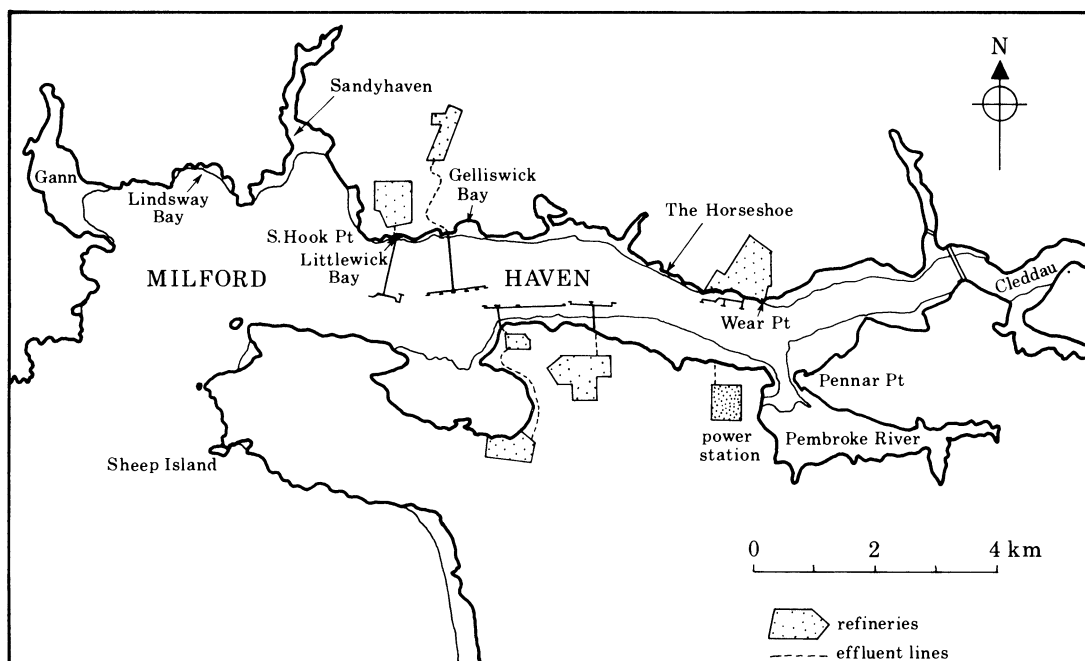 N
Sandyhaven
Gann
Lindsway
Bay
Gelliswick
Bay
The Horseshoe
S. Hook Pt
Littlewick
Bay
MILFORD HAVEN
Cleddau
Wear Pt
Pennar Pt
power
station
Pembroke River
Sheep Island
0 2 4 km
refineries
effluent lines